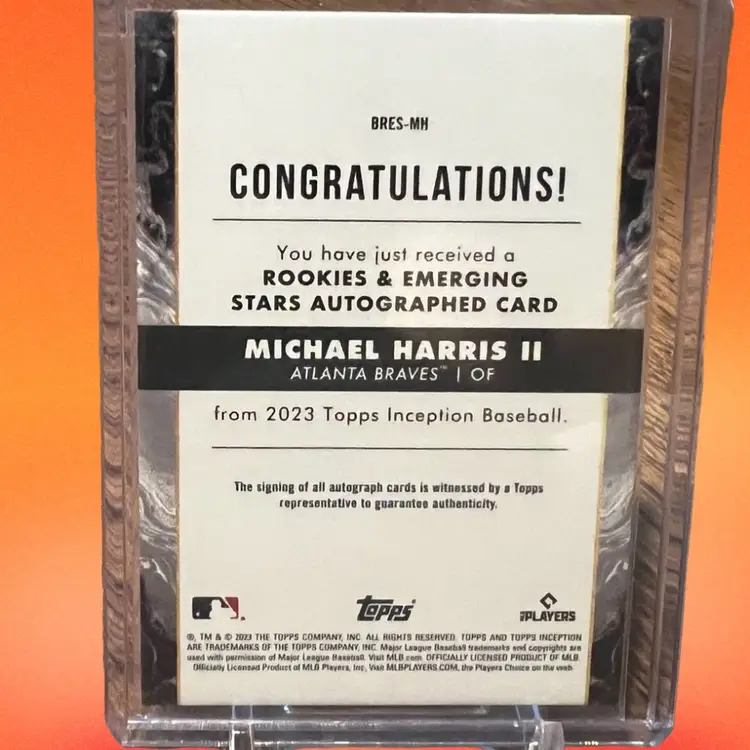 BRES-MH
CONGRATULATIONS!
You have just received a
ROOKIES & EMERGING
STARS AUTOGRAPHED CARD
MICHAEL HARRIS II
ATLANTA BRAVES™ | OF
from 2023 Topps Inception Baseball.
The signing of all autograph cards is witnessed by a Topps
representative to guarantee authenticity.
Topps
MLB PLAYERS
®, TM & © 2023 THE TOPPS COMPANY, INC. ALL RIGHTS RESERVED. TOPPS AND TOPPS INCEPTION
ARE TRADEMARKS OF THE TOPPS COMPANY, INC. Major League Baseball trademarks and copyrights are
used with permission of Major League Baseball. Visit MLB.com. OFFICIALLY LICENSED PRODUCT OF MLB
Officially Licensed Product of MLB Players, Inc. Visit MLBPLAYERS.COM, the Players Choice on the web.